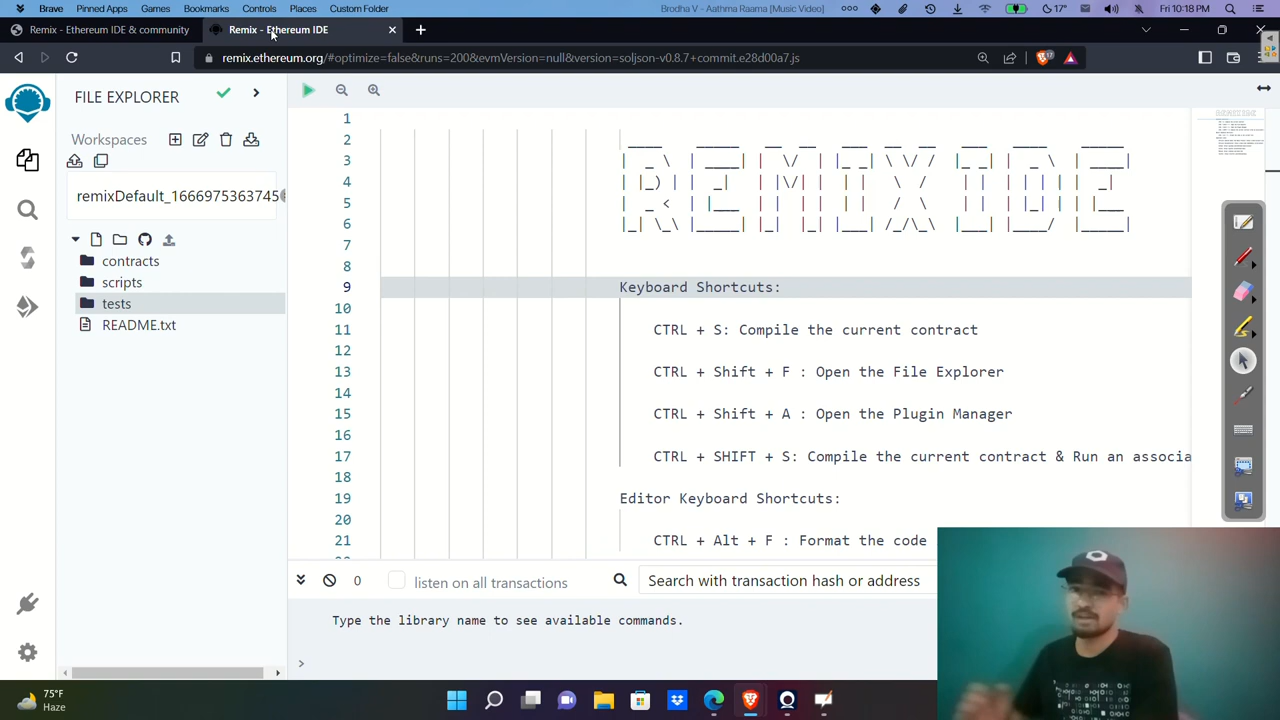 Brave Pinned Apps Games Bookmarks Controls Places Custom Folder Brodha V - Aathma Raama [Music Video] 17° Fri 10:18 PM
Remix - Ethereum IDE & community Remix - Ethereum IDE
remix.ethereum.org/#optimize=false&runs=200&evmVersion=null&version=soljson-v0.8.7+commit.e28d00a7.js
FILE EXPLORER
Workspaces
remixDefault_1666975363745
contracts
scripts
tests
README.txt
1
2
3
4
5
6
7
8
9 Keyboard Shortcuts:
10
11 CTRL + S: Compile the current contract
12
13 CTRL + Shift + F : Open the File Explorer
14
15 CTRL + Shift + A : Open the Plugin Manager
16
17 CTRL + SHIFT + S: Compile the current contract & Run an associa
18
19 Editor Keyboard Shortcuts:
20
21 CTRL + Alt + F : Format the code
REMIX IDE
0 listen on all transactions Search with transaction hash or address
Type the library name to see available commands.
>
75°F
Haze